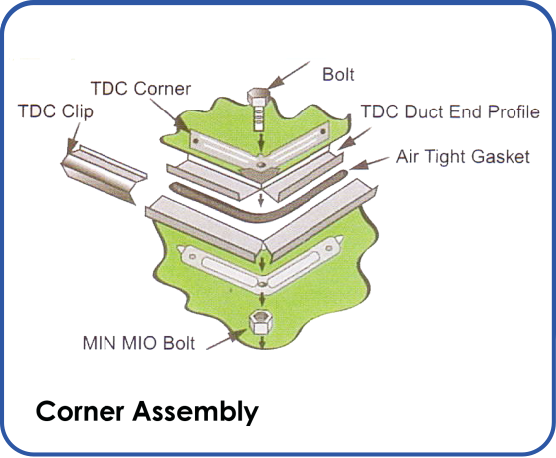 Bolt
TDC Corner
TDC Clip
TDC Duct End Profile
Air Tight Gasket
MIN MIO Bolt
Corner Assembly